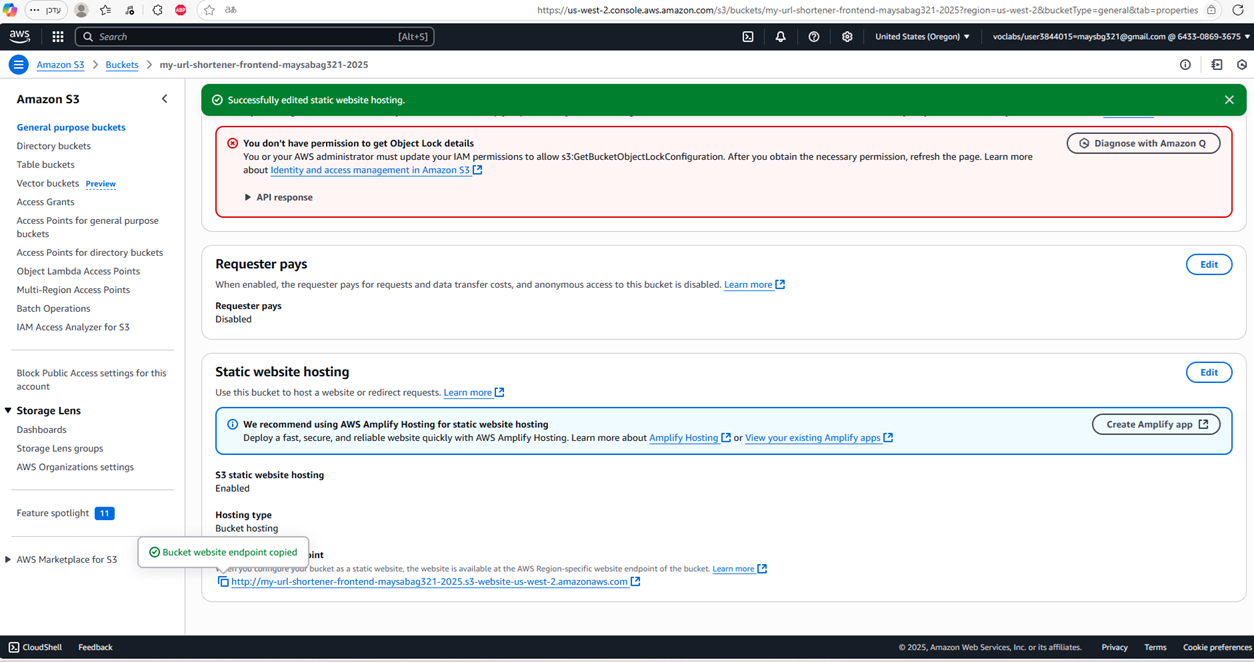 עדכן
ABP
https://us-west-2.console.aws.amazon.com/s3/buckets/my-url-shortener-frontend-maysabag321-2025?region=us-west-2&bucketType=general&tab=properties
aws
Search
[Alt+S]
United States (Oregon)
voclabs/user3844015=maysbg321@gmail.com @ 6433-0869-3675
Amazon S3
Buckets
my-url-shortener-frontend-maysabag321-2025
Amazon S3
General purpose buckets
Directory buckets
Table buckets
Vector buckets Preview
Access Grants
Access Points for general purpose
buckets
Access Points for directory buckets
Object Lambda Access Points
Multi-Region Access Points
Batch Operations
IAM Access Analyzer for S3
Block Public Access settings for this
account
Storage Lens
Dashboards
Storage Lens groups
AWS Organizations settings
Feature spotlight 11
AWS Marketplace for S3
Successfully edited static website hosting.
You don't have permission to get Object Lock details
You or your AWS administrator must update your IAM permissions to allow s3:GetBucketObjectLockConfiguration. After you obtain the necessary permission, refresh the page. Learn more
about Identity and access management in Amazon S3
Diagnose with Amazon Q
API response
Requester pays
Edit
When enabled, the requester pays for requests and data transfer costs, and anonymous access to this bucket is disabled. Learn more
Requester pays
Disabled
Static website hosting
Edit
Use this bucket to host a website or redirect requests. Learn more
We recommend using AWS Amplify Hosting for static website hosting
Deploy a fast, secure, and reliable website quickly with AWS Amplify Hosting. Learn more about Amplify Hosting or View your existing Amplify apps
Create Amplify app
S3 static website hosting
Enabled
Hosting type
Bucket hosting
Bucket website endpoint copied
you configure your bucket as a static website, the website is available at the AWS Region-specific website endpoint of the bucket. Learn more
http://my-url-shortener-frontend-maysabag321-2025.s3-website-us-west-2.amazonaws.com
CloudShell
Feedback
© 2025, Amazon Web Services, Inc. or its affiliates.
Privacy
Terms
Cookie preferences